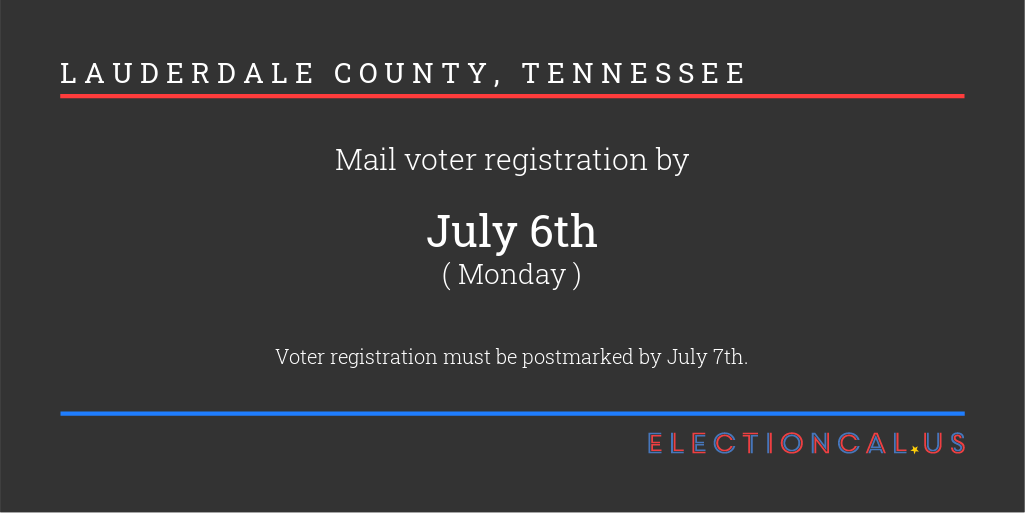 LAUDERDALE COUNTY, TENNESSEE
Mail voter registration by
July 6th
( Monday )
Voter registration must be postmarked by July 7th.
ELECTIONCAL.US